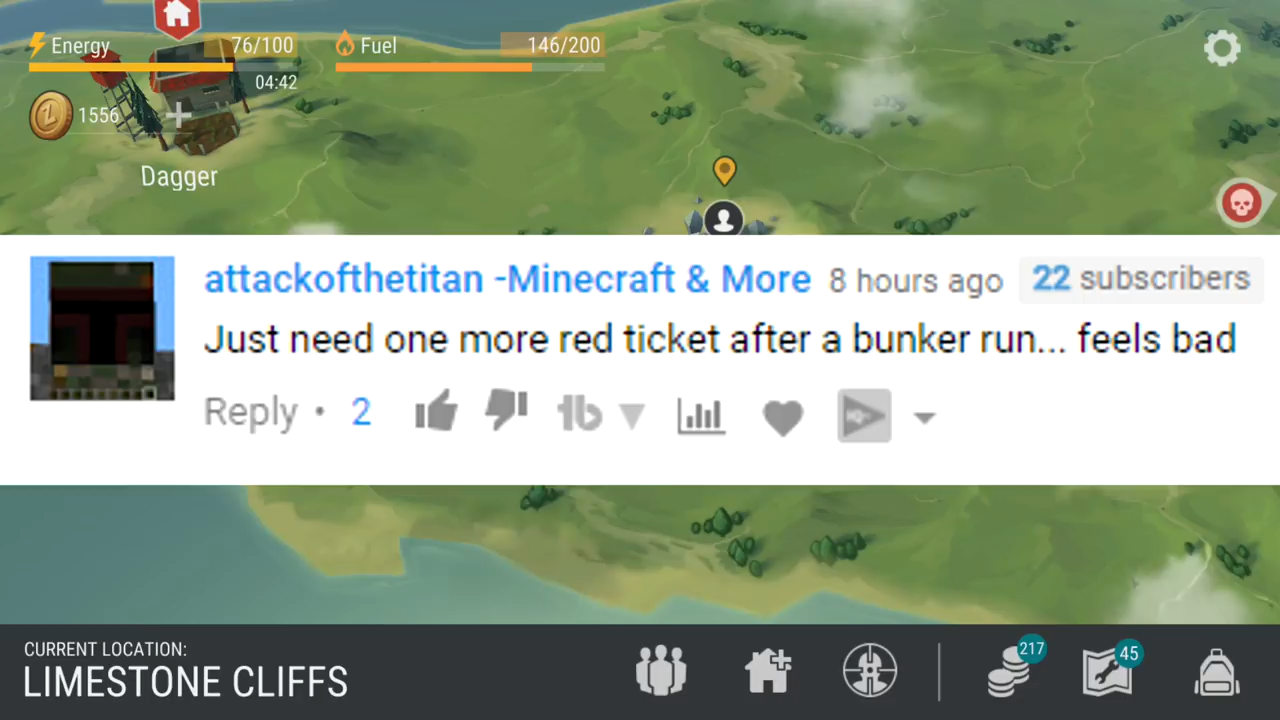 Energy 76/100 Fuel 146/200
04:42
1556
Dagger
attackofthetitan -Minecraft & More 8 hours ago 22 subscribers
Just need one more red ticket after a bunker run... feels bad
Reply • 2
CURRENT LOCATION:
LIMESTONE CLIFFS
217
45